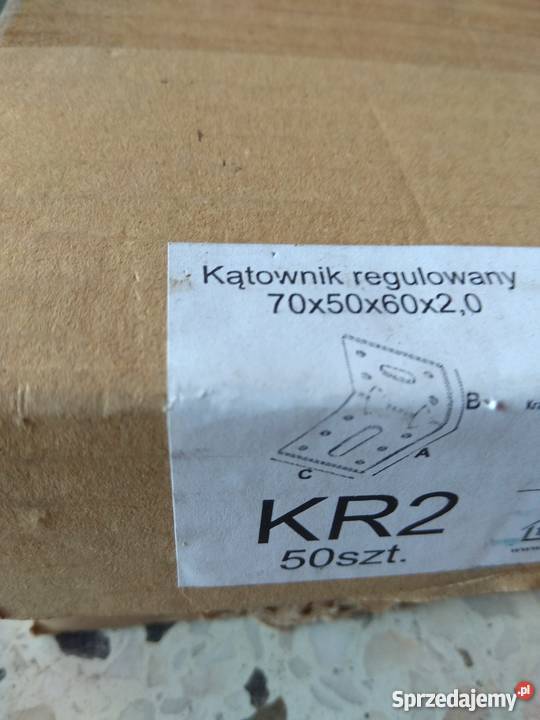 Kątownik regulowany
70x50x60x2,0
B
A
C
KR2
50szt.
Sprzedajemy.pl